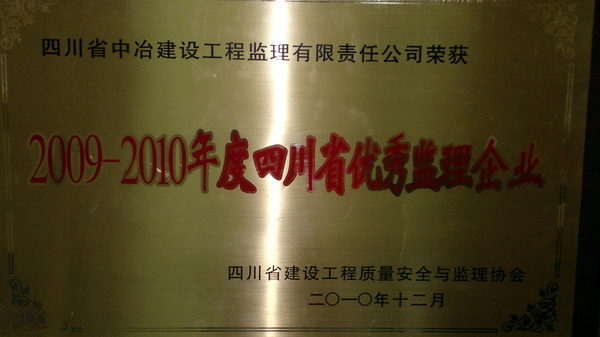 四川省中冶建设工程监理有限责任公司荣获
2009-2010年度四川省优秀监理企业
四川省建设工程质量安全与监理协会
二〇一〇年十二月